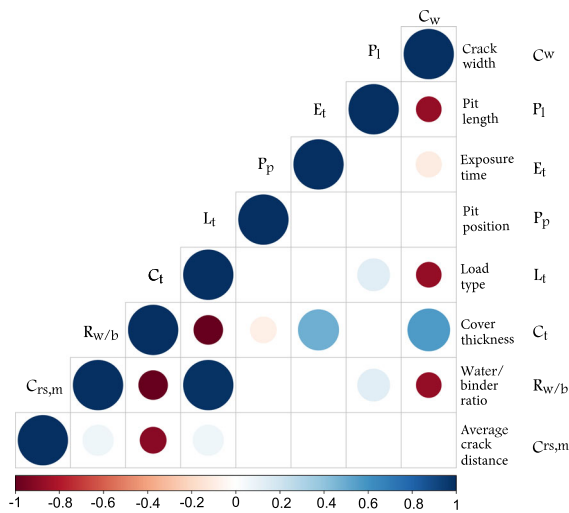 Cw
Pl
Crack
width
Cw
Et
Pit
length
Pl
Pp
Exposure
time
Et
Lt
Pit
position
Pp
Ct
Load
type
Lt
Rw/b
Cover
thickness
Ct
Crs,m
Water/
binder
ratio
Rw/b
Average
crack
distance
Crs,m
-1 -0.8 -0.6 -0.4 -0.2 0 0.2 0.4 0.6 0.8 1